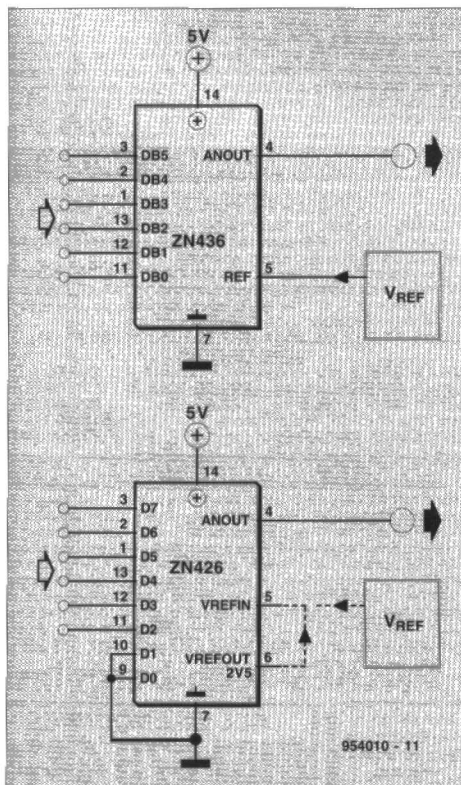 5V
+
14
+
3 DB5 ANOUT 4
2 DB4
1 DB3
13 DB2
ZN436
12 DB1
11 DB0 REF 5
VREF
7
5V
+
14
+
3 D7
2 D6 ANOUT 4
1 D5
13 D4 ZN426
12 D3 VREFIN 5
VREF
11 D2
10 D1 VREFOUT 6
2V5
9 D0
7
954010 - 11